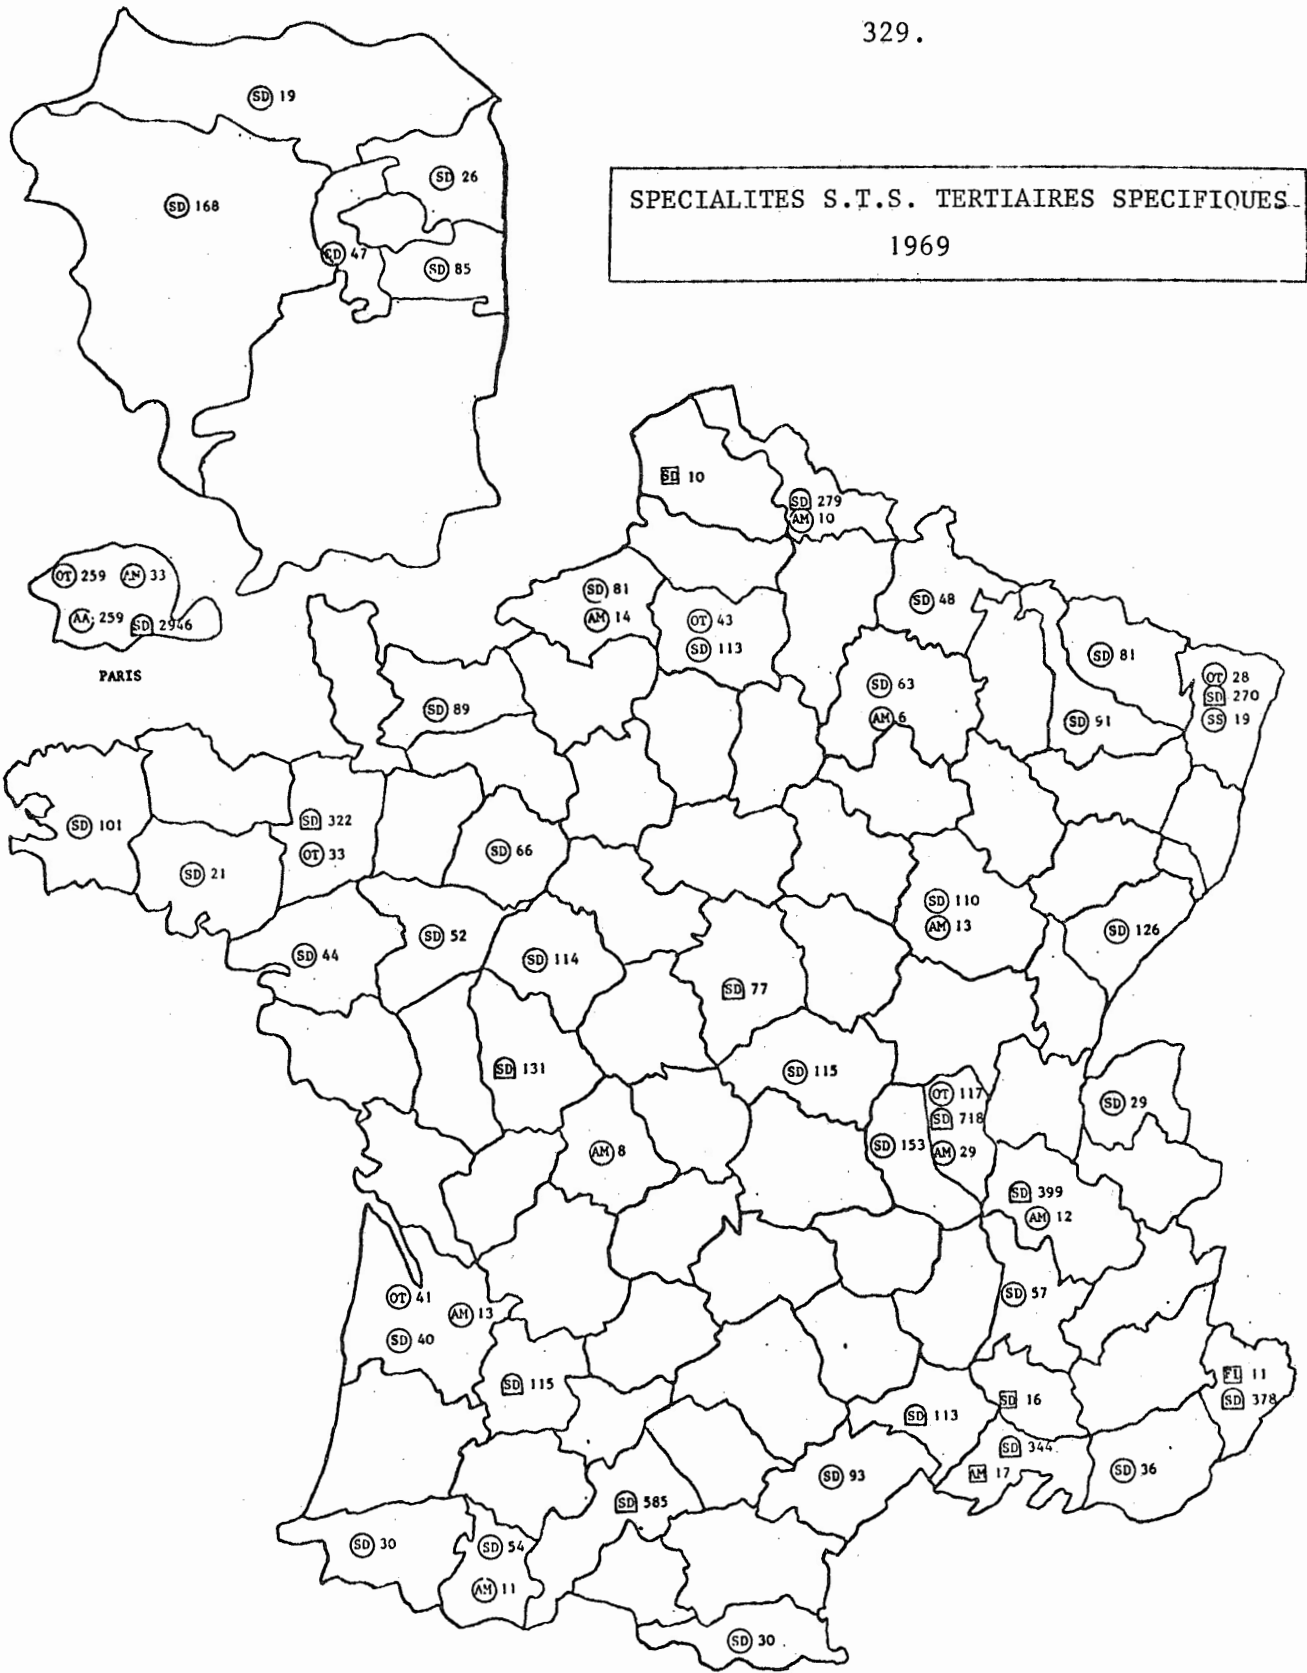 329.
SPECIALITES S.T.S. TERTIAIRES SPECIFIQUES
1969
SD 19
SD 26
SD 168
SD 47
SD 85
OT 259 AM 33
AA 259 SD 2946
PARIS
SD 10
SD 279
AM 10
SD 81
AM 14
OT 43
SD 113
SD 48
SD 81
OT 28
SD 270
SS 19
SD 63
AM 6
SD 91
SD 89
SD 101
SD 322
OT 33
SD 21
SD 66
SD 110
AM 13
SD 126
SD 52
SD 44
SD 114
SD 77
SD 131
SD 115
OT 117
SD 718
AM 29
SD 153
SD 29
AM 8
SD 399
AM 12
OT 41
AM 13
SD 40
SD 57
SD 115
FI 11
SD 378
SD 16
SD 113
SD 344
AM 17
SD 36
SD 93
SD 585
SD 30
SD 54
AM 11
SD 30